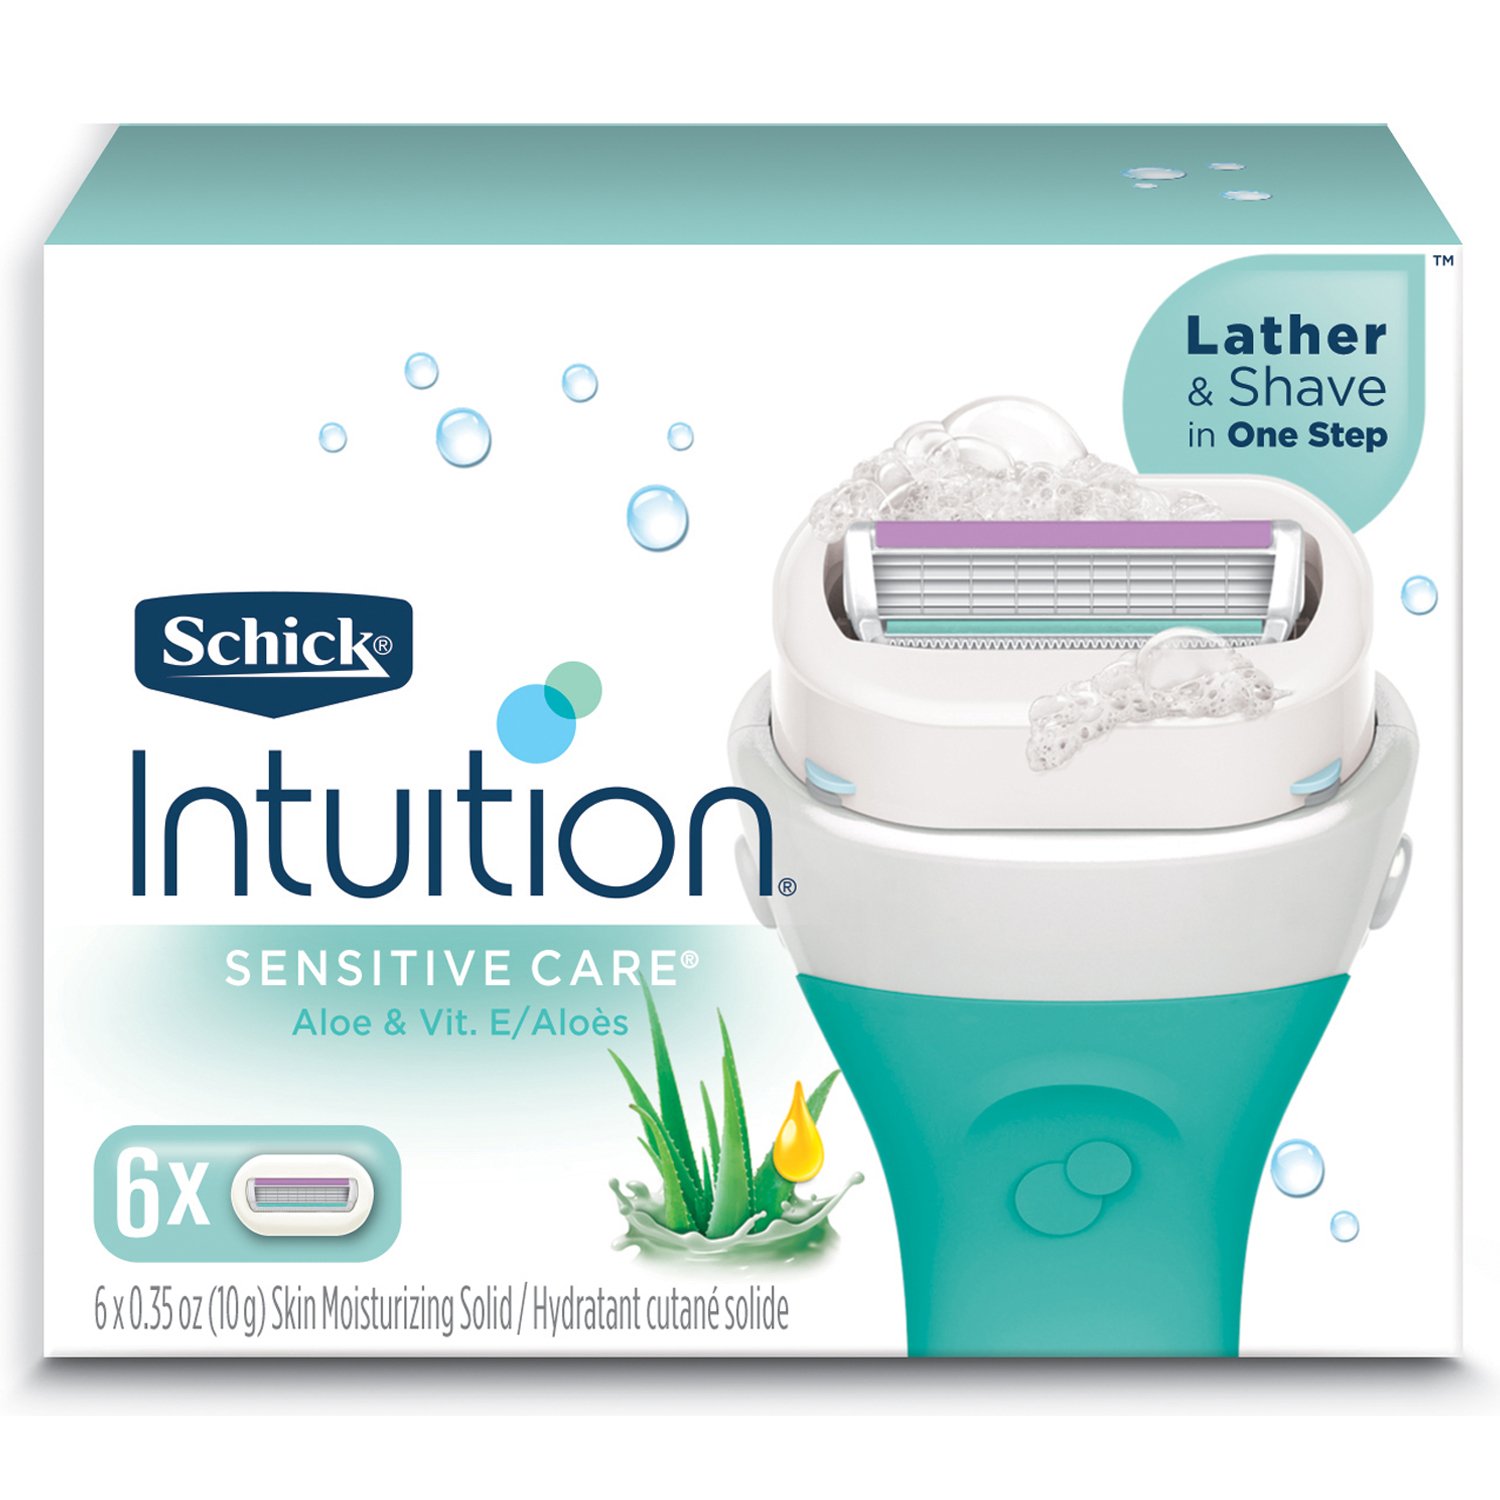 Lather ™
& Shave
in One Step
Schick®
Intuition®
SENSITIVE CARE®
Aloe & Vit. E/Aloès
6x
6 x 0.35 oz (10 g) Skin Moisturizing Solid / Hydratant cutané solide